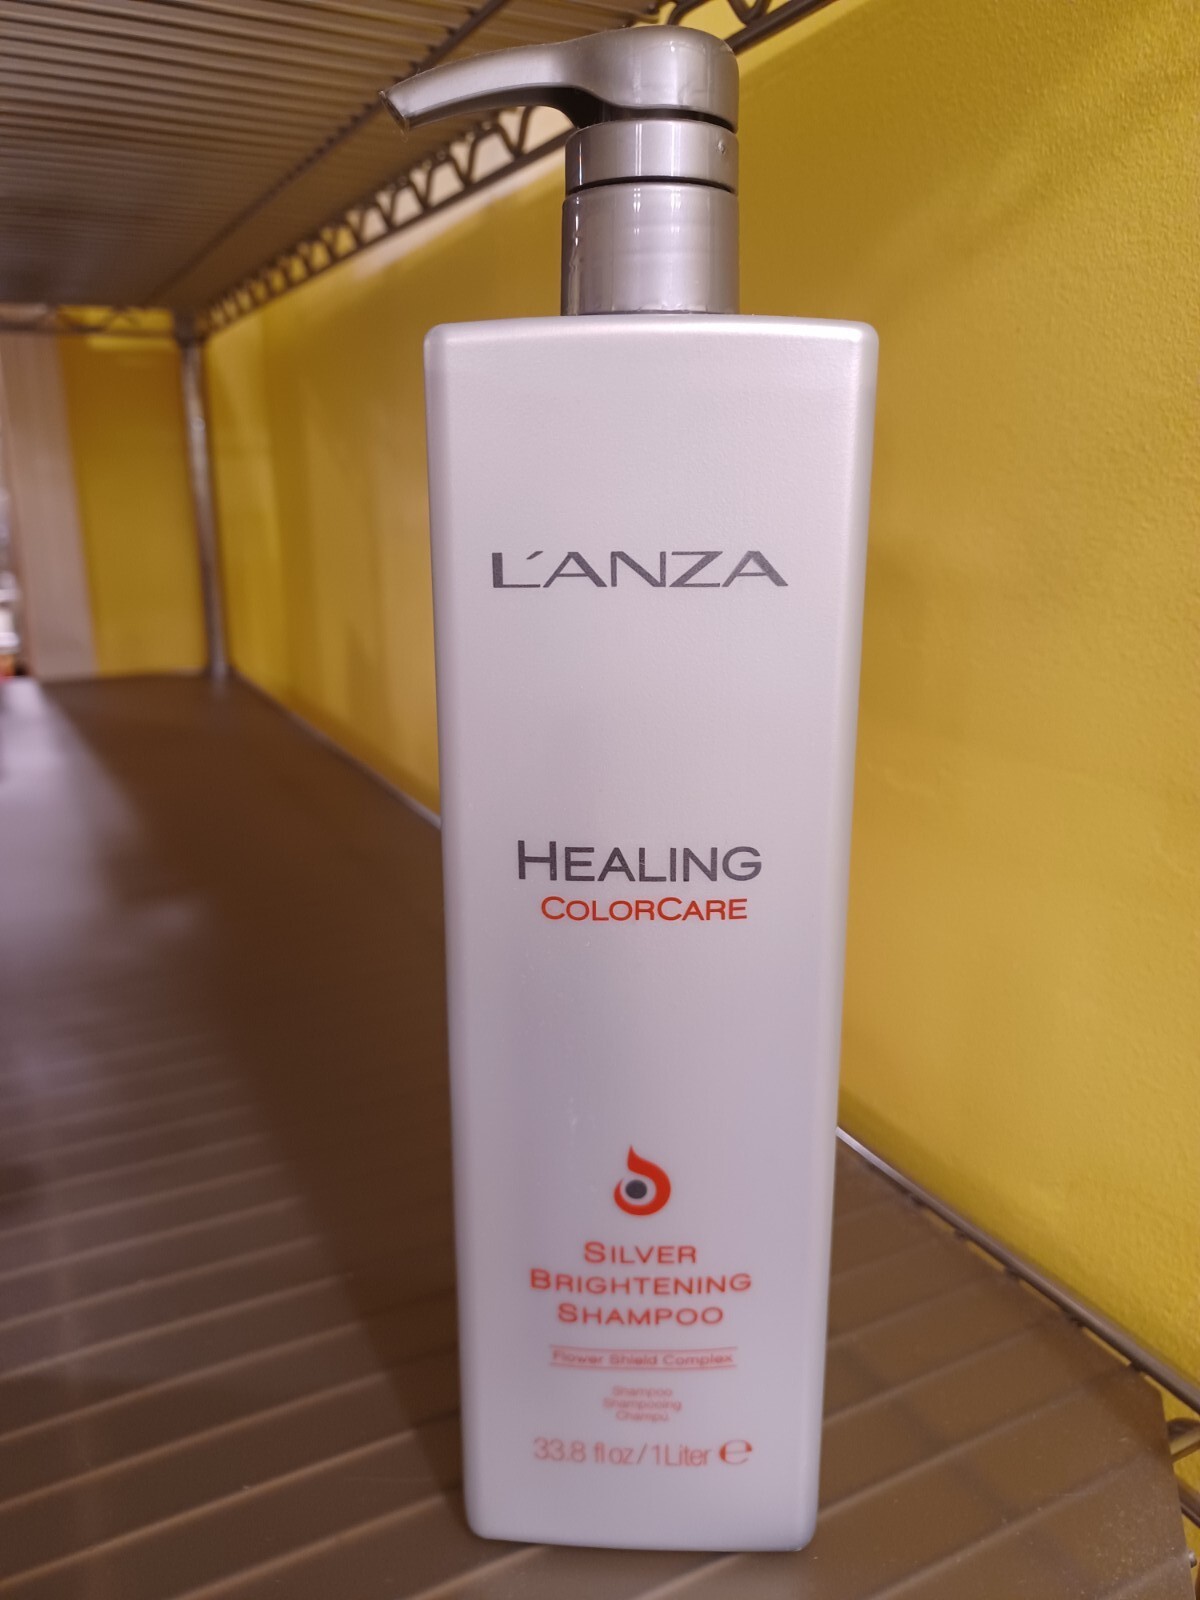 L'ANZA
HEALING
COLORCARE
SILVER
BRIGHTENING
SHAMPOO
Flower Shield Complex
Shampoo
Shampooing
Champú
33.8 fl oz / 1 Liter ℮